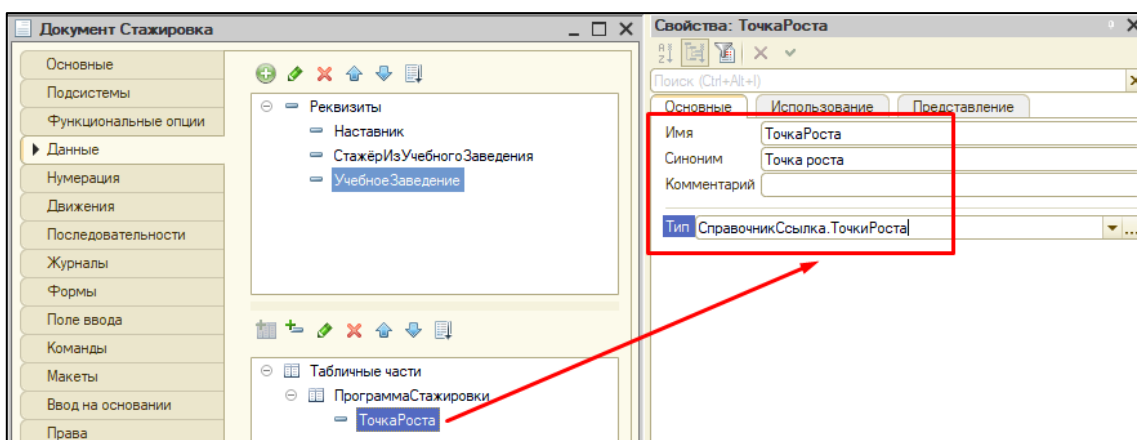 Документ Стажировка
Основные
Подсистемы
Функциональные опции
Данные
Нумерация
Движения
Последовательности
Журналы
Формы
Поле ввода
Команды
Макеты
Ввод на основании
Права
Реквизиты
Наставник
СтажёрИзУчебногоЗаведения
УчебноеЗаведение
Табличные части
ПрограммаСтажировки
ТочкаРоста
Свойства: ТочкаРоста
Поиск (Ctrl+Alt+I)
Основные Использование Представление
Имя ТочкаРоста
Синоним Точка роста
Комментарий
Тип СправочникСсылка.ТочкиРоста